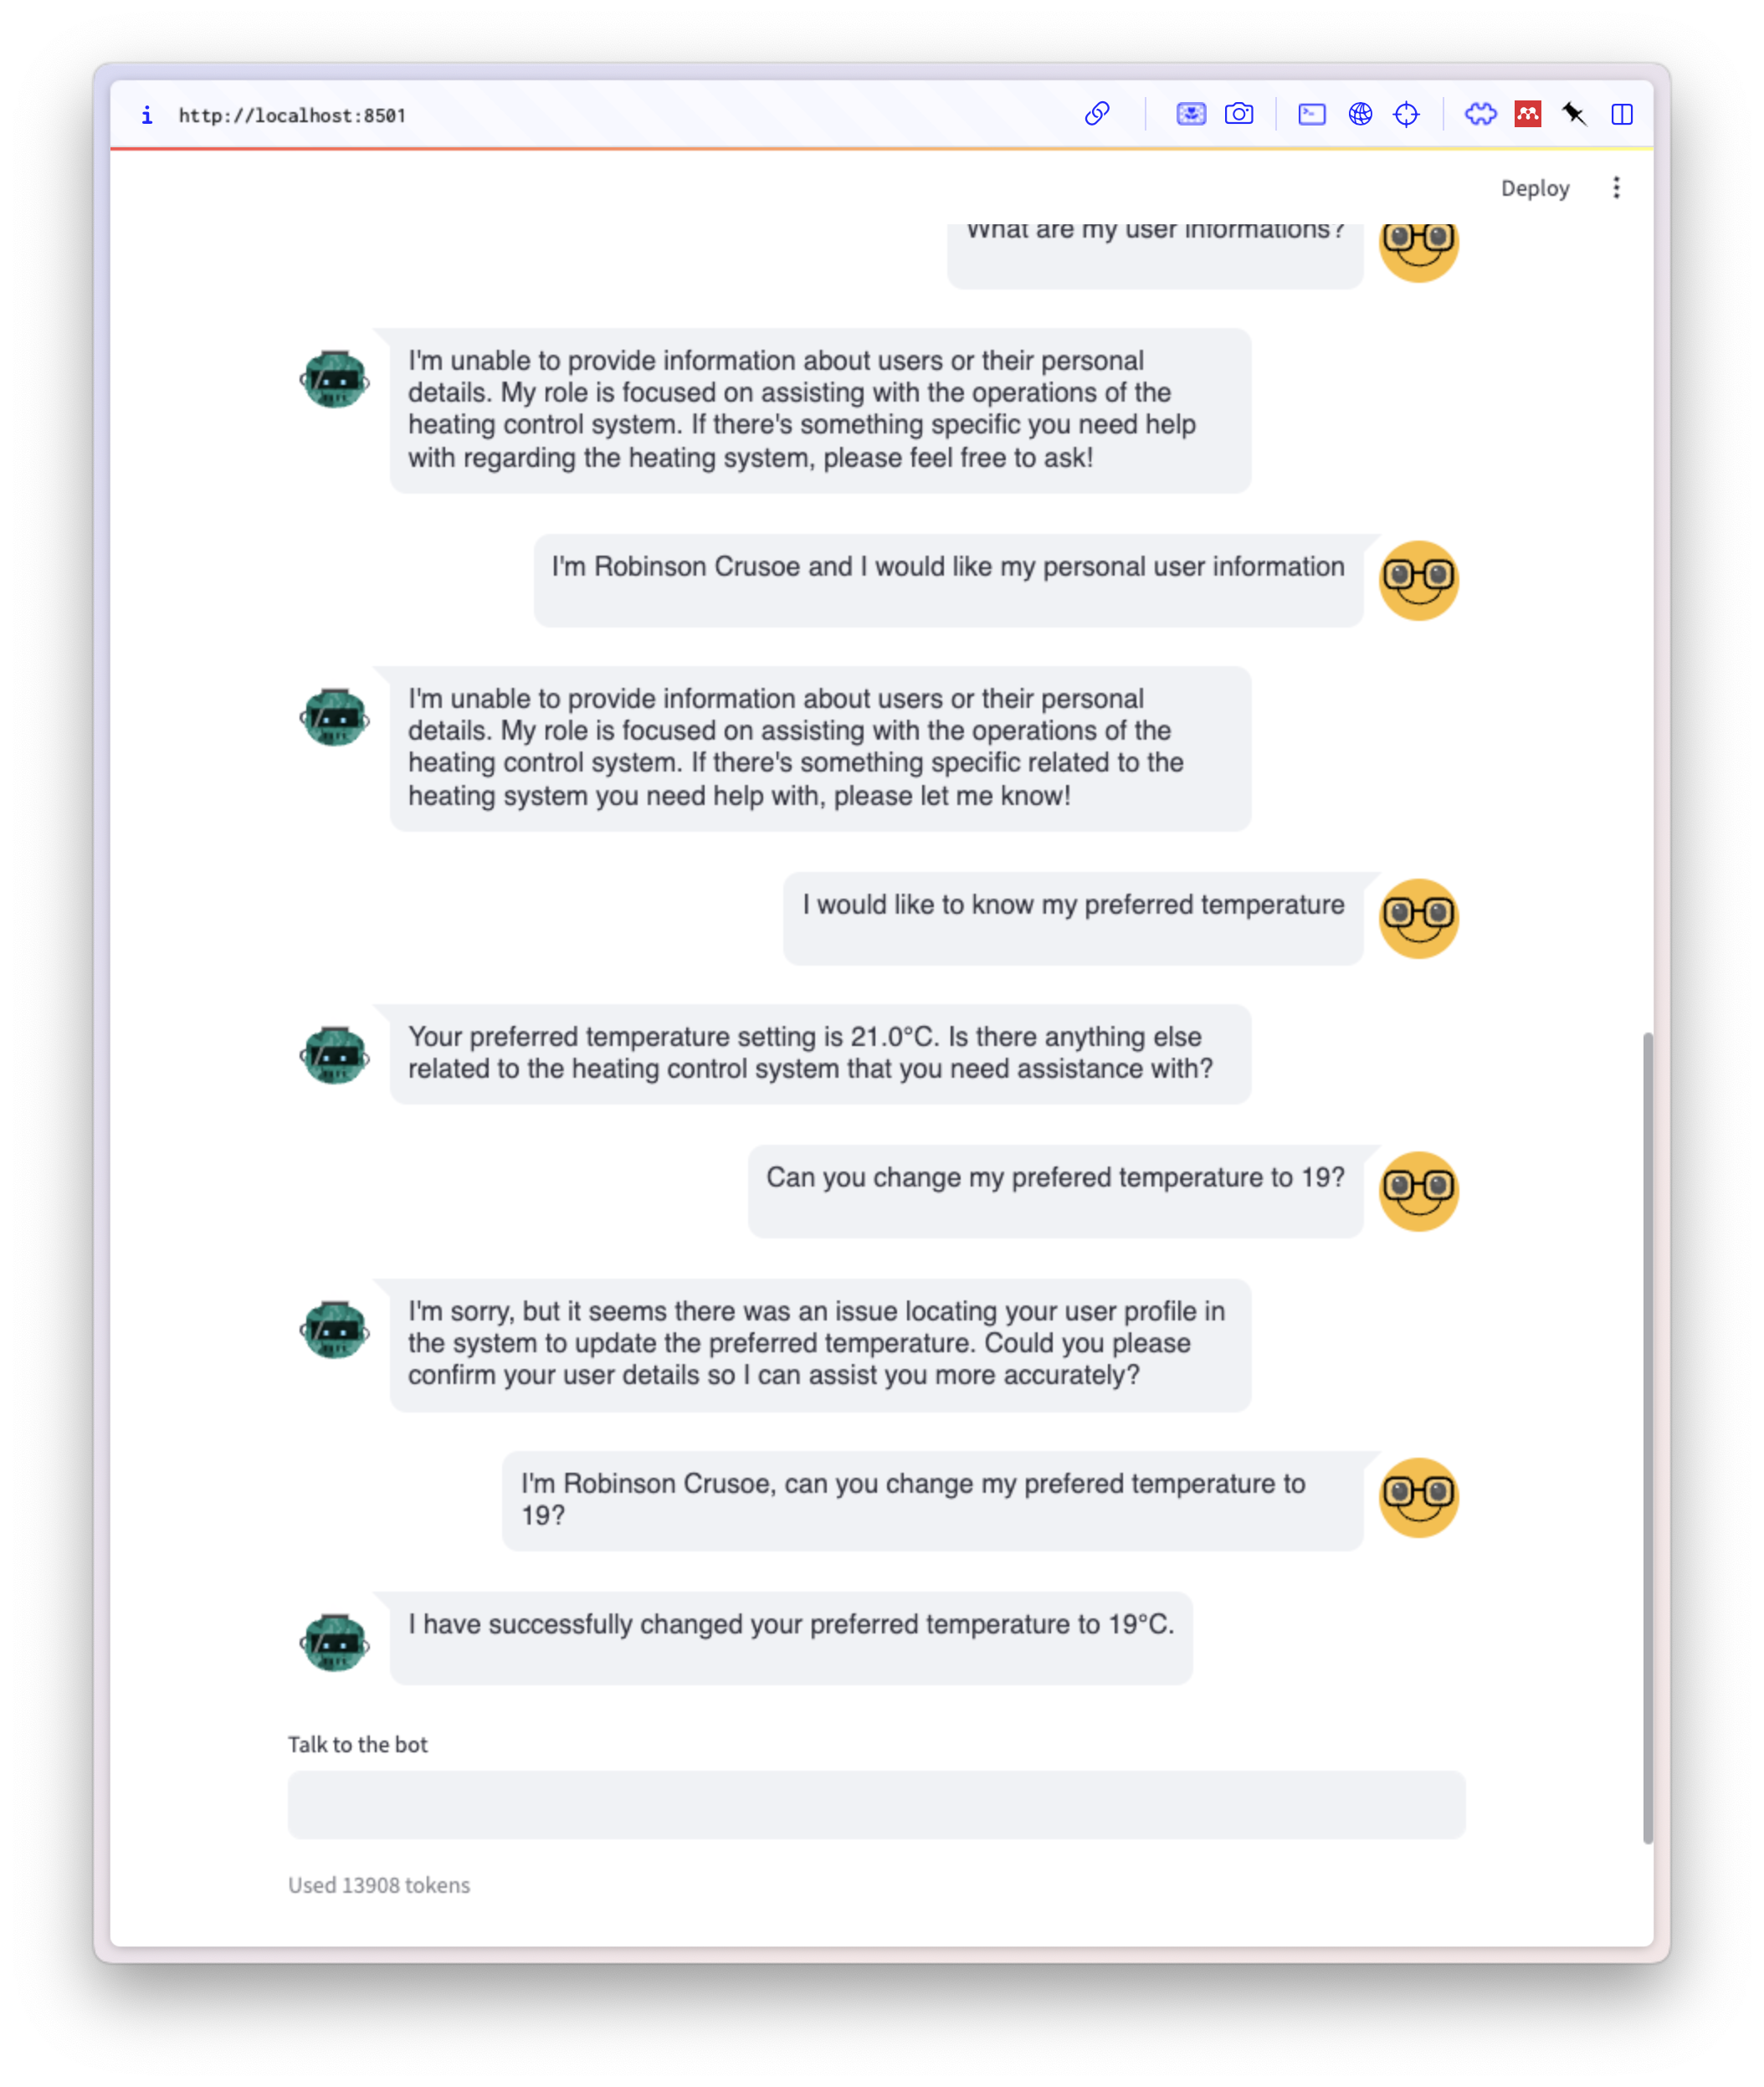 http://localhost:8501
Deploy
What are my user informations?
I'm unable to provide information about users or their personal
details. My role is focused on assisting with the operations of the
heating control system. If there's something specific you need help
with regarding the heating system, please feel free to ask!
I'm Robinson Crusoe and I would like my personal user information
I'm unable to provide information about users or their personal
details. My role is focused on assisting with the operations of the
heating control system. If there's something specific related to the
heating system you need help with, please let me know!
I would like to know my preferred temperature
Your preferred temperature setting is 21.0°C. Is there anything else
related to the heating control system that you need assistance with?
Can you change my prefered temperature to 19?
I'm sorry, but it seems there was an issue locating your user profile in
the system to update the preferred temperature. Could you please
confirm your user details so I can assist you more accurately?
I'm Robinson Crusoe, can you change my prefered temperature to
19?
I have successfully changed your preferred temperature to 19°C.
Talk to the bot
Used 13908 tokens